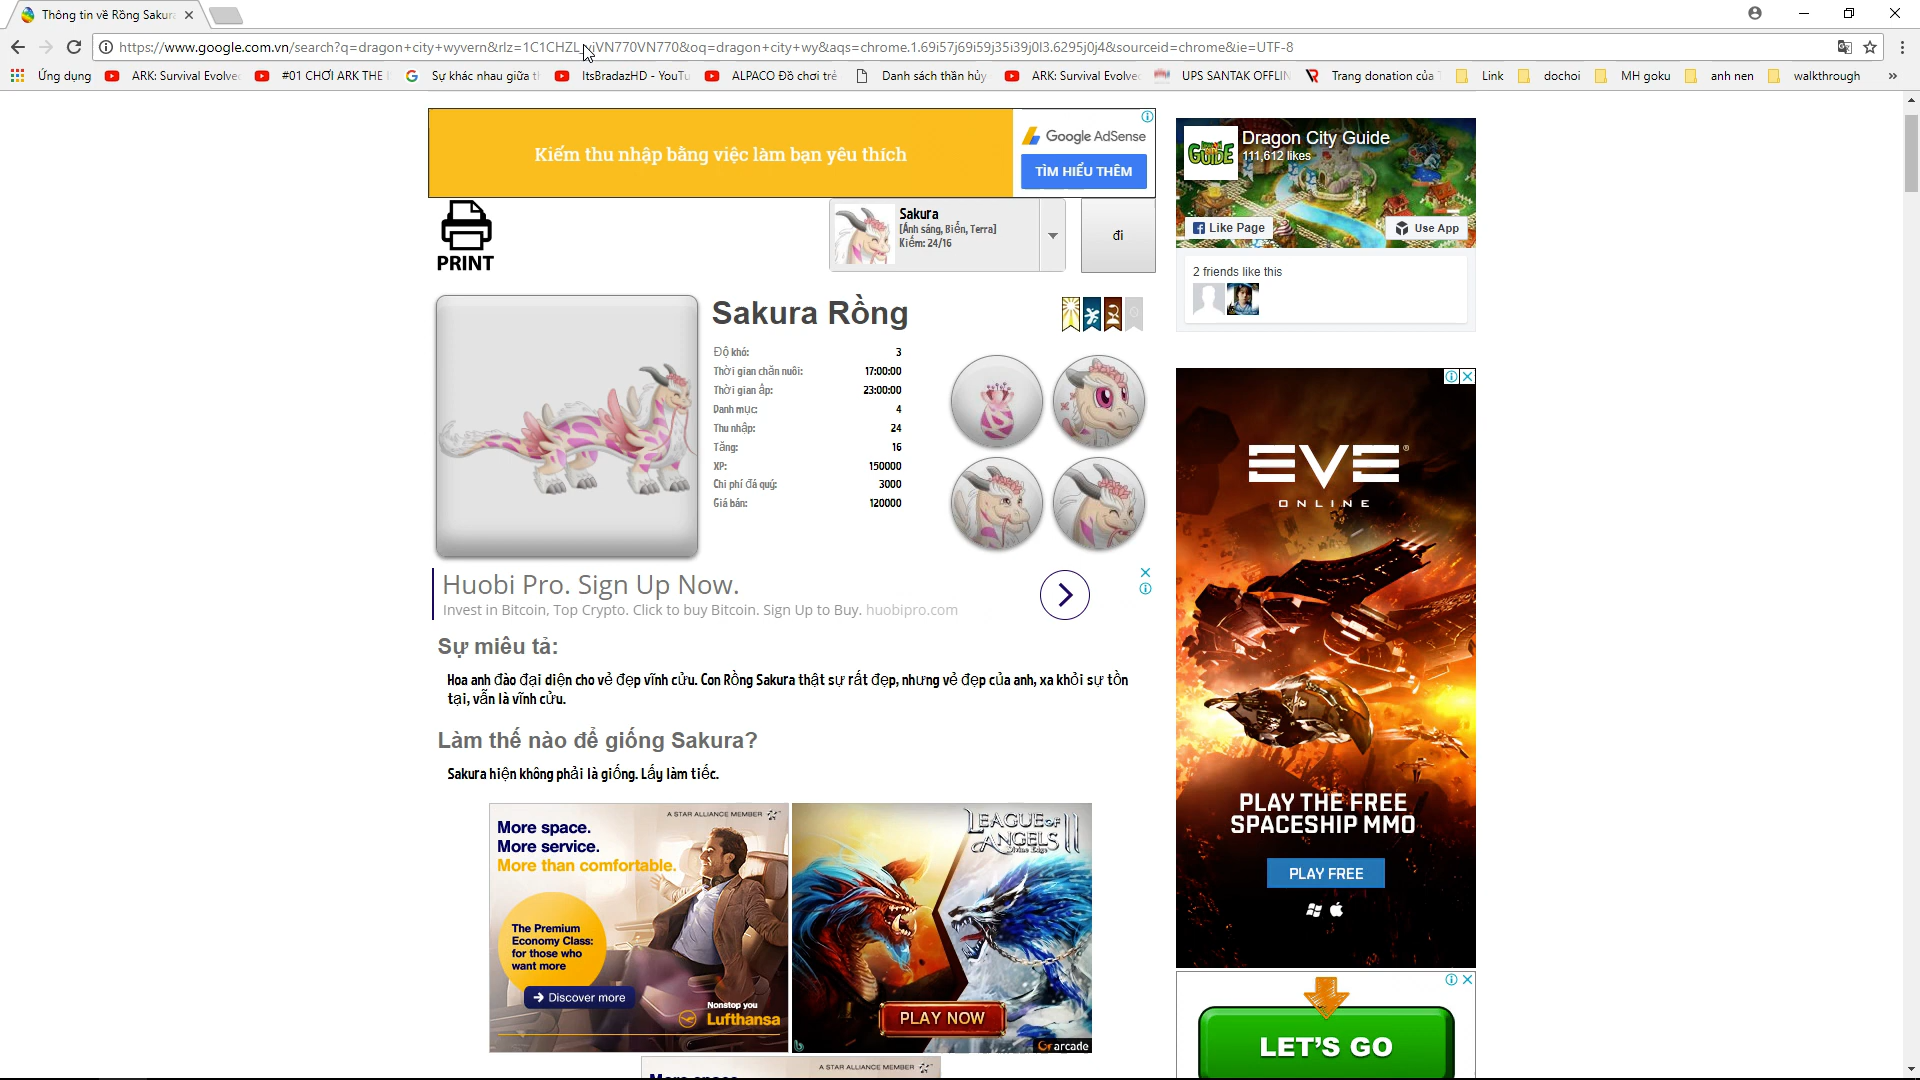 Thông tin về Rồng Sakur
https://www.google.com.vn/search?q=dragon+city+wyvern&rlz=1C1CHZL_viVN770VN770&oq=dragon+city+wy&aqs=chrome.1.69i57j69i59j35i39j0l3.6295j0j4&sourceid=chrome&ie=UTF-8
Ứng dụng
ARK: Survival Evolve
#01 CHƠI ARK THE
Sự khác nhau giữa
ItsBradazHD - YouTu
ALPACO Đồ chơi trẻ
Danh sách thần hủy
ARK: Survival Evolve
UPS SANTAK OFFLIN
Trang donation của
Link
dochoi
MH goku
anh nen
walkthrough
»
Kiếm thu nhập bằng việc làm bạn yêu thích
Google AdSense
TÌM HIỂU THÊM
PRINT
Sakura
[Ánh sáng, Biển, Terra]
Kiếm: 24/16
đi
Dragon City Guide
111,612 likes
GUIDE
Like Page
Use App
2 friends like this
Sakura Rồng
Độ khó: 3
Thời gian chăn nuôi: 17:00:00
Thời gian ấp: 23:00:00
Danh mục: 4
Thu nhập: 24
Tăng: 16
XP: 150000
Chi phí đá quý: 3000
Giá bán: 120000
Huobi Pro. Sign Up Now.
Invest in Bitcoin, Top Crypto. Click to buy Bitcoin. Sign Up to Buy. huobipro.com
Sự miêu tả:
Hoa anh đào đại diện cho vẻ đẹp vĩnh cửu. Con Rồng Sakura thật sự rất đẹp, nhưng vẻ đẹp của anh, xa khỏi sự tồn
tại, vẫn là vĩnh cửu.
Làm thế nào để giống Sakura?
Sakura hiện không phải là giống. Lấy làm tiếc.
A STAR ALLIANCE MEMBER
More space.
More service.
More than comfortable.
The Premium
Economy Class:
for those who
want more
Discover more
Nonstop you
Lufthansa
LEAGUE OF
ANGELS II
PLAY NOW
arcade
A STAR ALLIANCE MEMBER
EVE
ONLINE
PLAY THE FREE
SPACESHIP MMO
PLAY FREE
LET'S GO